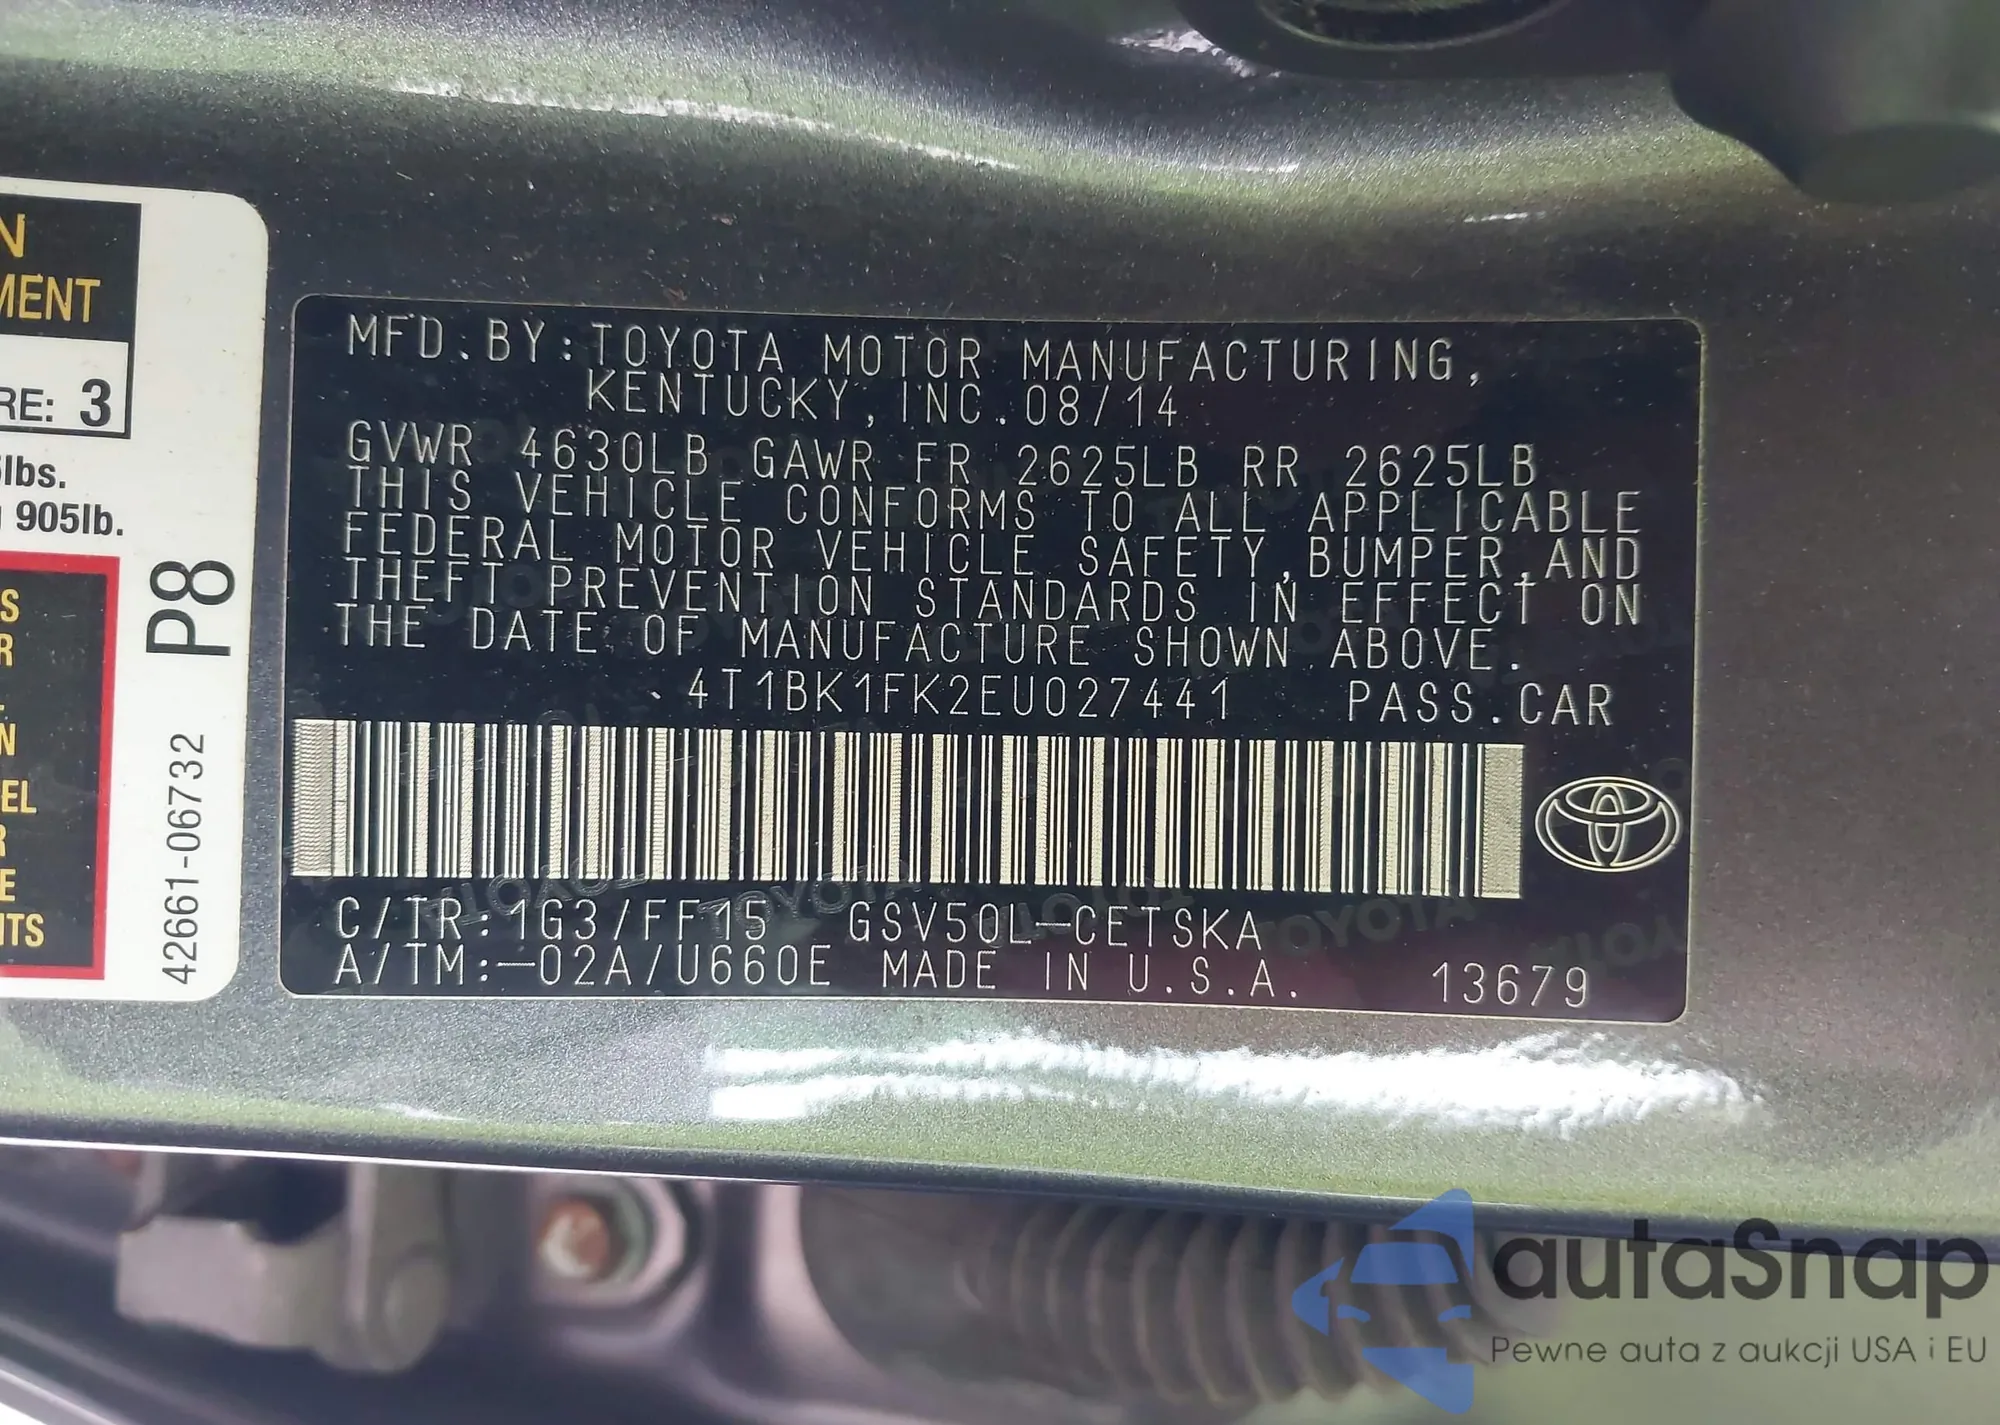 N
MENT
RE: 3
lbs.
905lb.
S
R
N
EL
R
E
ITS
P8
42661-06732
MFD.BY:TOYOTA MOTOR MANUFACTURING,
KENTUCKY, INC.08/14
GVWR 4630LB GAWR FR 2625LB RR 2625LB
THIS VEHICLE CONFORMS TO ALL APPLICABLE
FEDERAL MOTOR VEHICLE SAFETY,BUMPER,AND
THEFT PREVENTION STANDARDS IN EFFECT ON
THE DATE OF MANUFACTURE SHOWN ABOVE.
4T1BK1FK2EU027441 PASS.CAR
C/TR:1G3/FF15 GSV50L-CETSKA
A/TM:-02A/U660E MADE IN U.S.A. 13679
autaSnap
Pewne auta z aukcji USA i EU